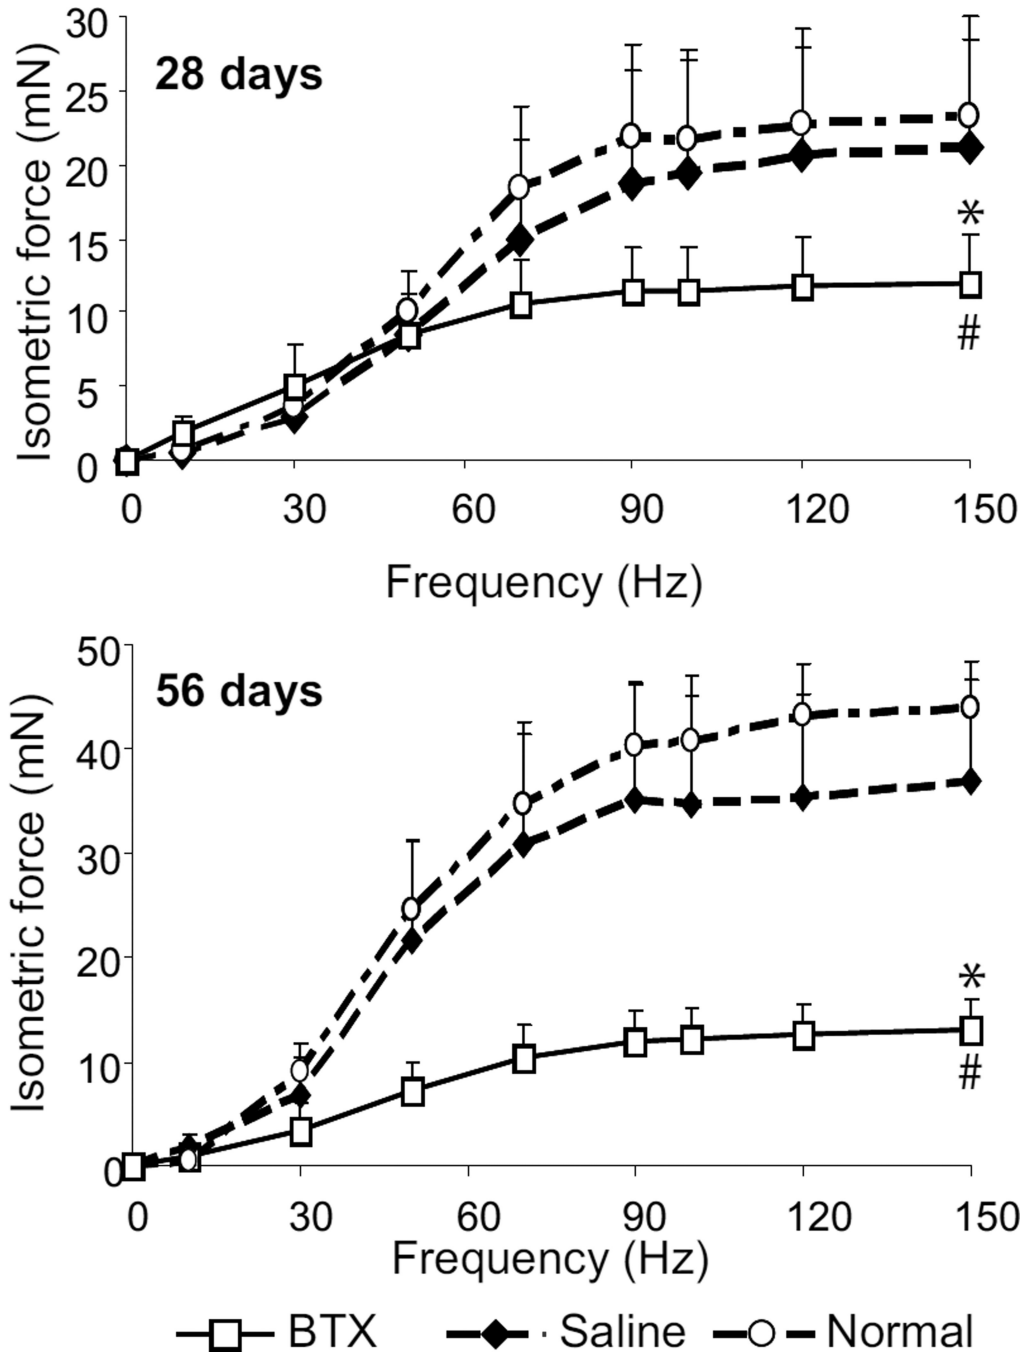 30
28 days
25
20
15
*
10
#
5
0
0 30 60 90 120 150
Frequency (Hz)
Isometric force (mN)
50
56 days
40
30
20
*
10
#
0
0 30 60 90 120 150
Frequency (Hz)
Isometric force (mN)
BTX Saline Normal